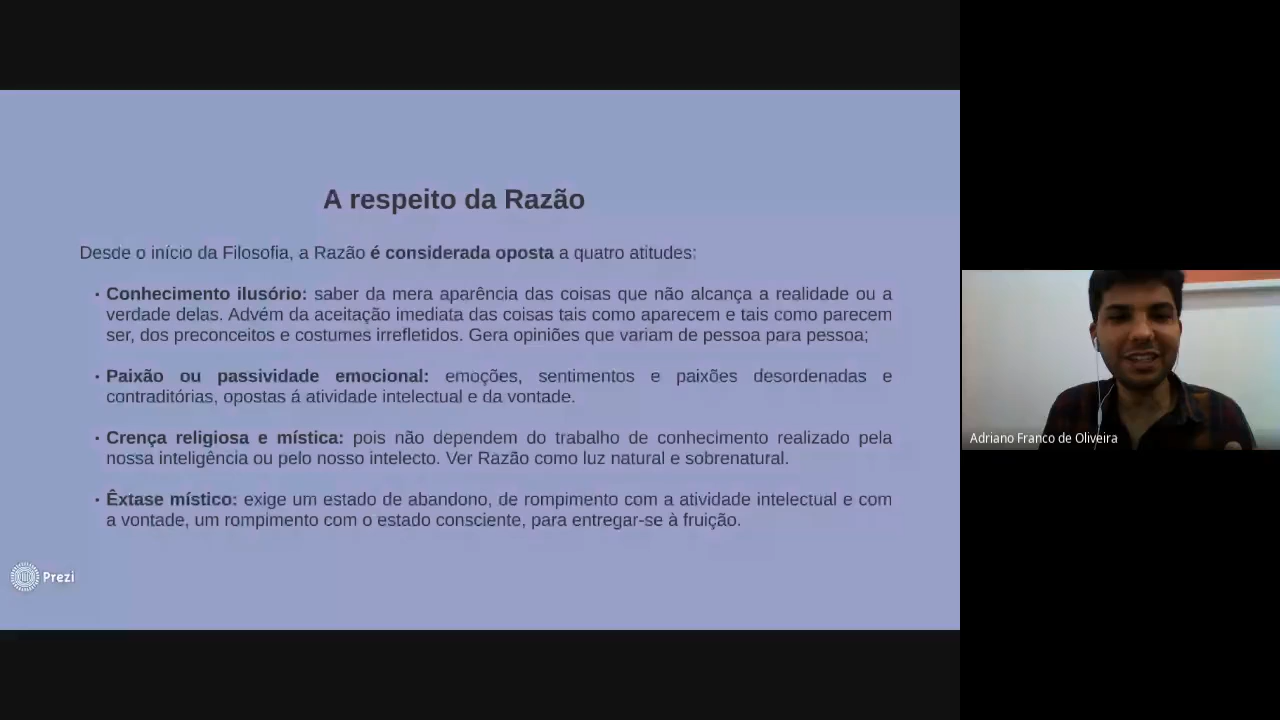 A respeito da Razão
Desde o início da Filosofia, a Razão é considerada oposta a quatro atitudes:
• Conhecimento ilusório: saber da mera aparência das coisas que não alcança a realidade ou a
verdade delas. Advém da aceitação imediata das coisas tais como aparecem e tais como parecem
ser, dos preconceitos e costumes irrefletidos. Gera opiniões que variam de pessoa para pessoa;
• Paixão ou passividade emocional: emoções, sentimentos e paixões desordenadas e
contraditórias, opostas á atividade intelectual e da vontade.
• Crença religiosa e mística: pois não dependem do trabalho de conhecimento realizado pela
nossa inteligência ou pelo nosso intelecto. Ver Razão como luz natural e sobrenatural.
• Êxtase místico: exige um estado de abandono, de rompimento com a atividade intelectual e com
a vontade, um rompimento com o estado consciente, para entregar-se à fruição.
Prezi
Adriano Franco de Oliveira